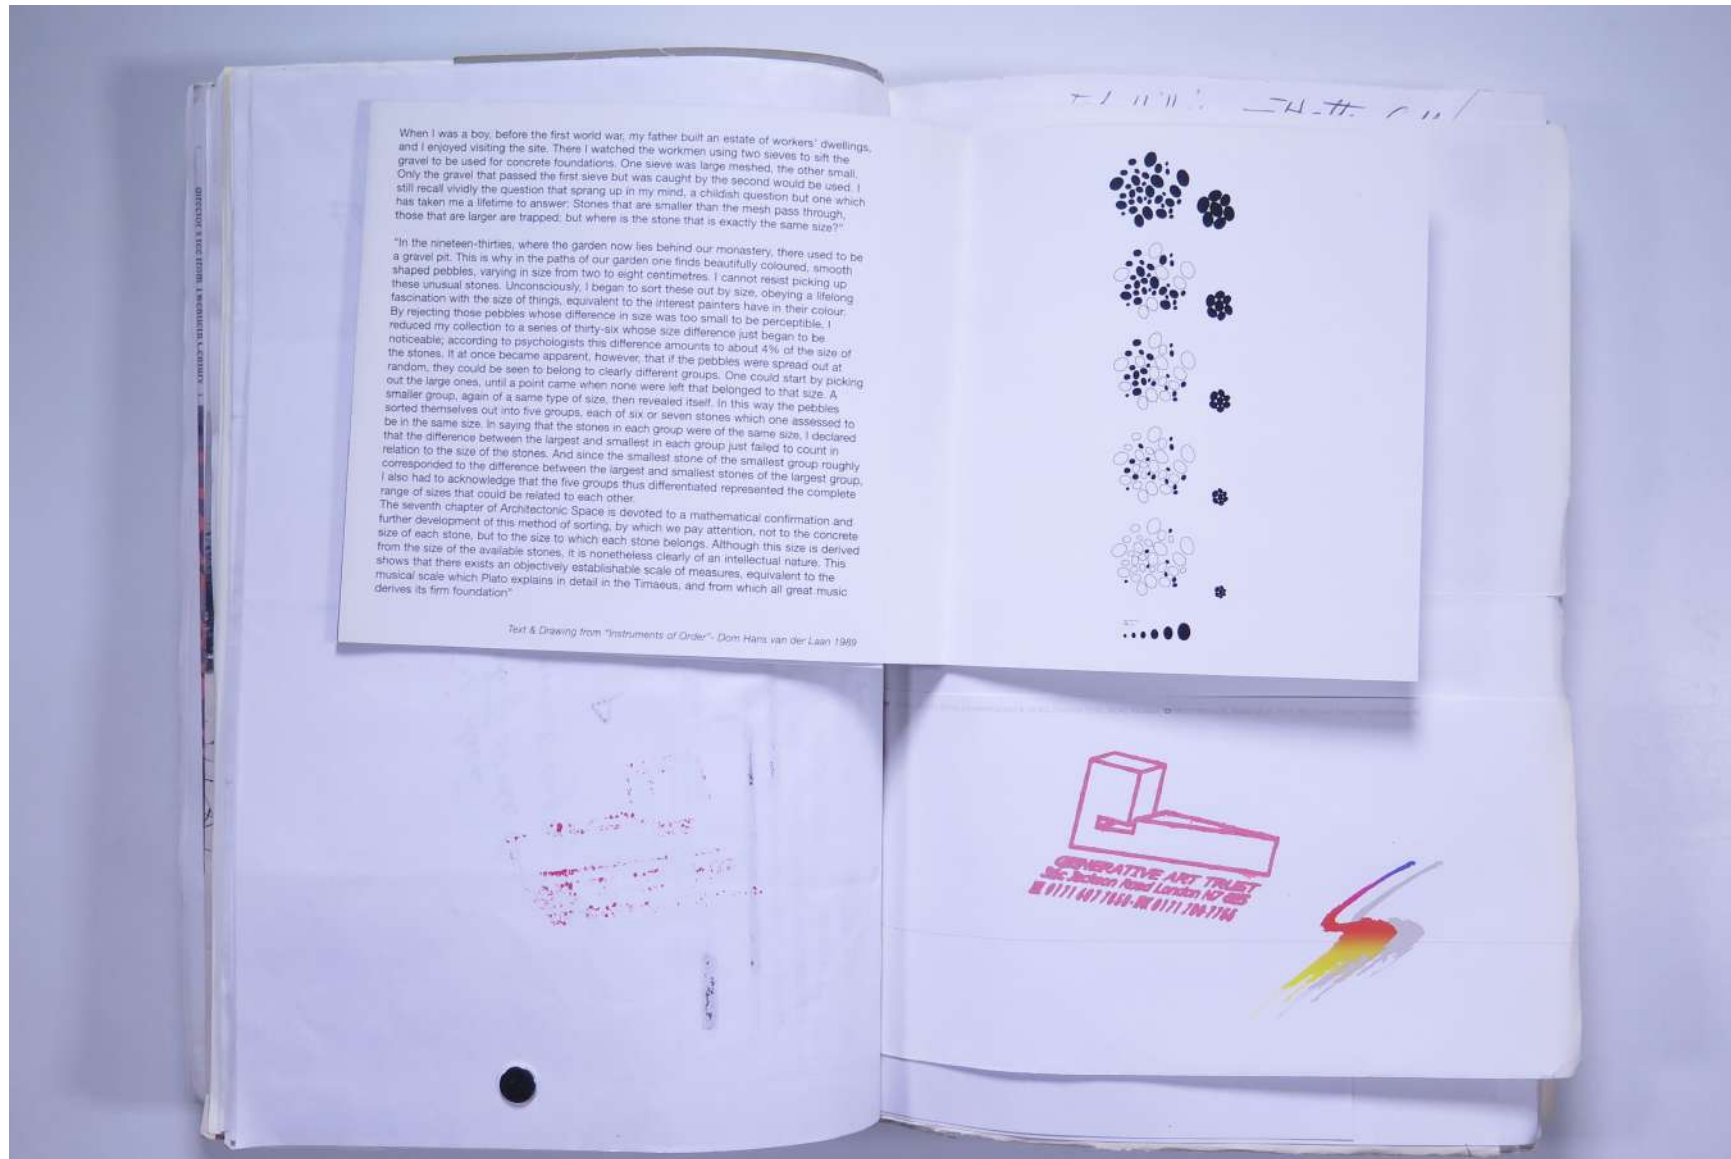 When I was a boy, before the first world war, my father built an estate of workers' dwellings,
and I enjoyed visiting the site. There I watched the workmen using two sieves to sift the
gravel to be used for concrete foundations. One sieve was large meshed, the other small.
Only the gravel that passed the first sieve but was caught by the second would be used. I
still recall vividly the question that sprang up in my mind, a childish question but one which
has taken me a lifetime to answer: Stones that are smaller than the mesh pass through,
those that are larger are trapped; but where is the stone that is exactly the same size?"
"In the nineteen-thirties, where the garden now lies behind our monastery, there used to be
a gravel pit. This is why in the paths of our garden one finds beautifully coloured, smooth
shaped pebbles, varying in size from two to eight centimetres. I cannot resist picking up
these unusual stones. Unconsciously, I began to sort these out by size, obeying a lifelong
fascination with the size of things, equivalent to the interest painters have in their colour.
By rejecting those pebbles whose difference in size was too small to be perceptible, I
reduced my collection to a series of thirty-six whose size difference just began to be
noticeable; according to psychologists this difference amounts to about 4% of the size of
the stones. It at once became apparent, however, that if the pebbles were spread out at
random, they could be seen to belong to clearly different groups. One could start by picking
out the large ones, until a point came when none were left that belonged to that size. A
smaller group, again of a same type of size, then revealed itself. In this way the pebbles
sorted themselves out into five groups, each of six or seven stones which one assessed to
be in the same size. In saying that the stones in each group were of the same size, I declared
that the difference between the largest and smallest in each group just failed to count in
relation to the size of the stones. And since the smallest stone of the smallest group roughly
corresponded to the difference between the largest and smallest stones of the largest group,
I also had to acknowledge that the five groups thus differentiated represented the complete
range of sizes that could be related to each other.
The seventh chapter of Architectonic Space is devoted to a mathematical confirmation and
further development of this method of sorting, by which we pay attention, not to the concrete
size of each stone, but to the size to which each stone belongs. Although this size is derived
from the size of the available stones, it is nonetheless clearly of an intellectual nature. This
shows that there exists an objectively establishable scale of measures, equivalent to the
musical scale which Plato explains in detail in the Timaeus, and from which all great music
derives its firm foundation"
Text & Drawing from "Instruments of Order"- Dom Hans van der Laan 1989
GENERATIVE ART TRUST
Jackson Road London N7
0171